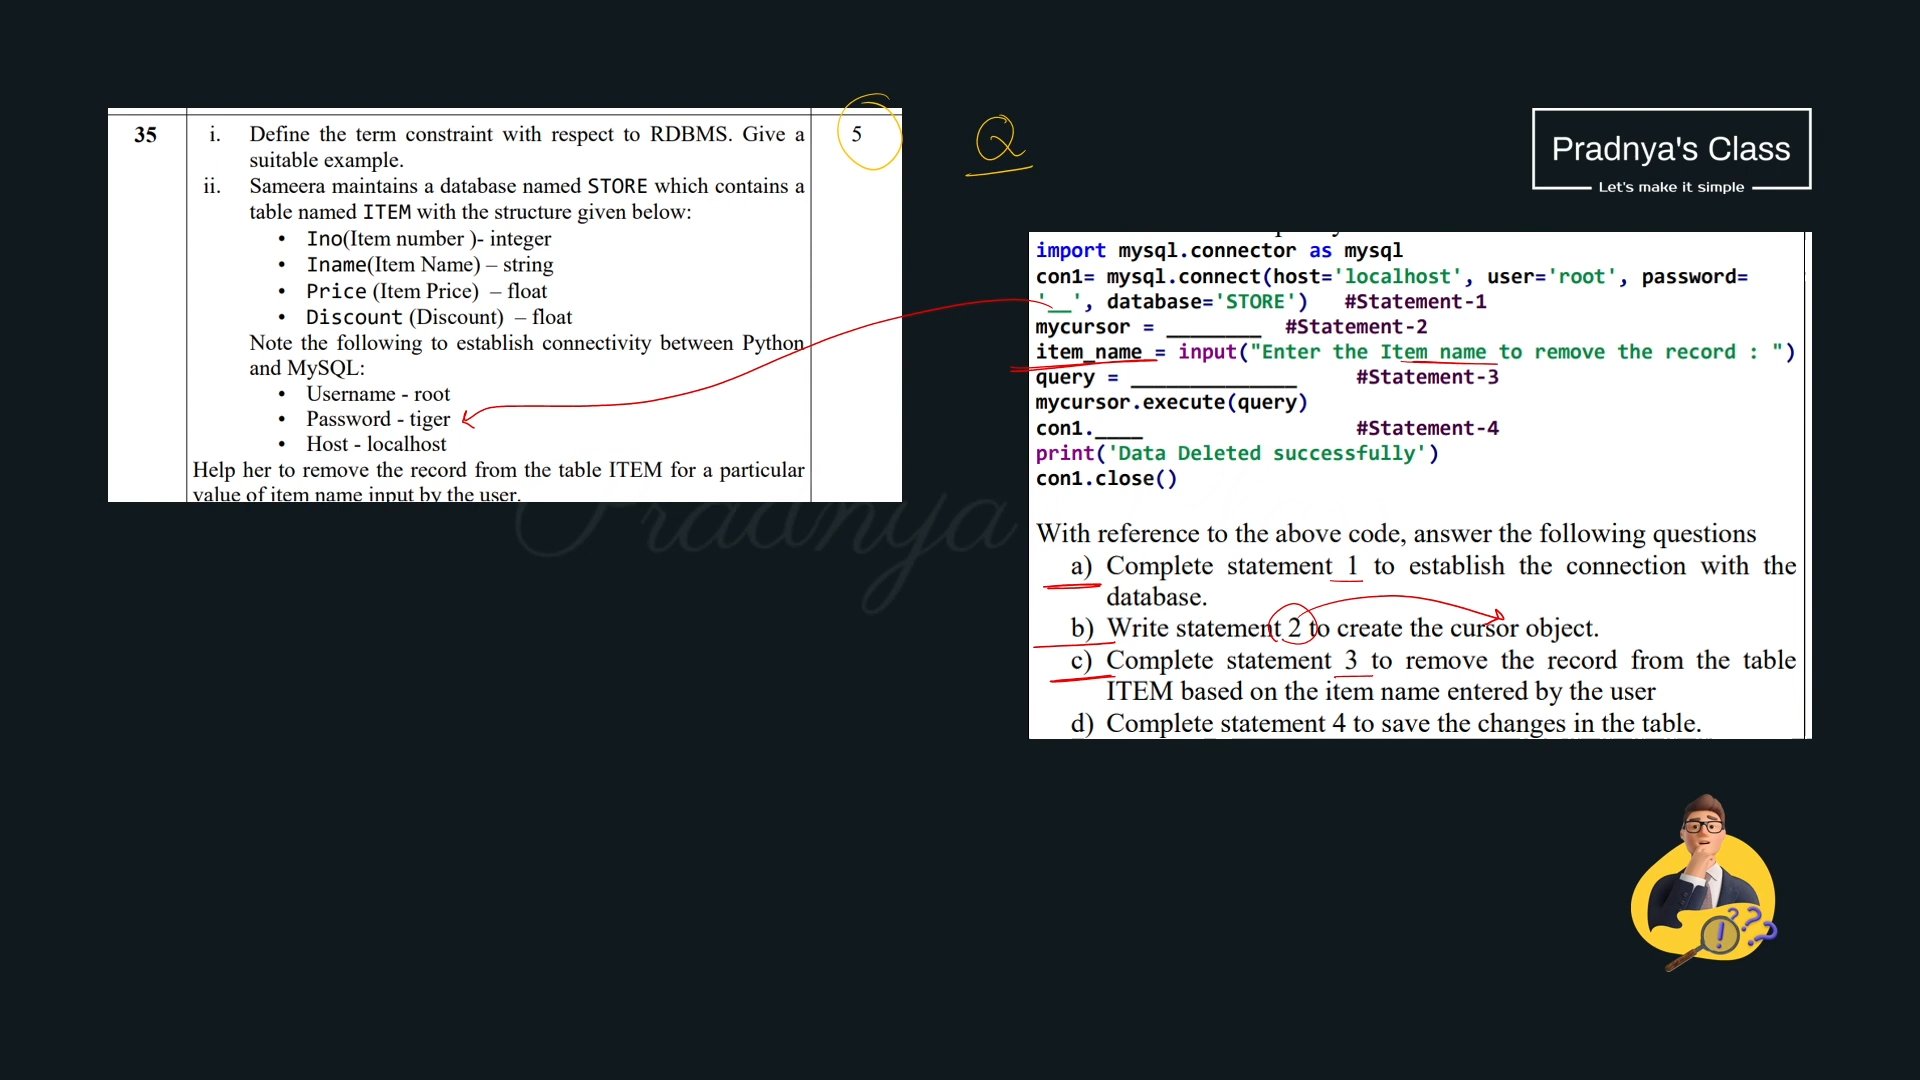 35 i. Define the term constraint with respect to RDBMS. Give a 5
suitable example.
ii. Sameera maintains a database named STORE which contains a
table named ITEM with the structure given below:
• Ino(Item number )- integer
• Iname(Item Name) – string
• Price (Item Price) – float
• Discount (Discount) – float
Note the following to establish connectivity between Python
and MySQL:
• Username - root
• Password - tiger
• Host - localhost
Help her to remove the record from the table ITEM for a particular
value of item name input by the user.
Q
Pradnya's Class
Let's make it simple
import mysql.connector as mysql
con1= mysql.connect(host='localhost', user='root', password=
'__', database='STORE') #Statement-1
mycursor = ________ #Statement-2
item_name = input("Enter the Item name to remove the record : ")
query = ______________ #Statement-3
mycursor.execute(query)
con1.____ #Statement-4
print('Data Deleted successfully')
con1.close()
With reference to the above code, answer the following questions
a) Complete statement 1 to establish the connection with the
database.
b) Write statement 2 to create the cursor object.
c) Complete statement 3 to remove the record from the table
ITEM based on the item name entered by the user
d) Complete statement 4 to save the changes in the table.
Pradnya
! ???